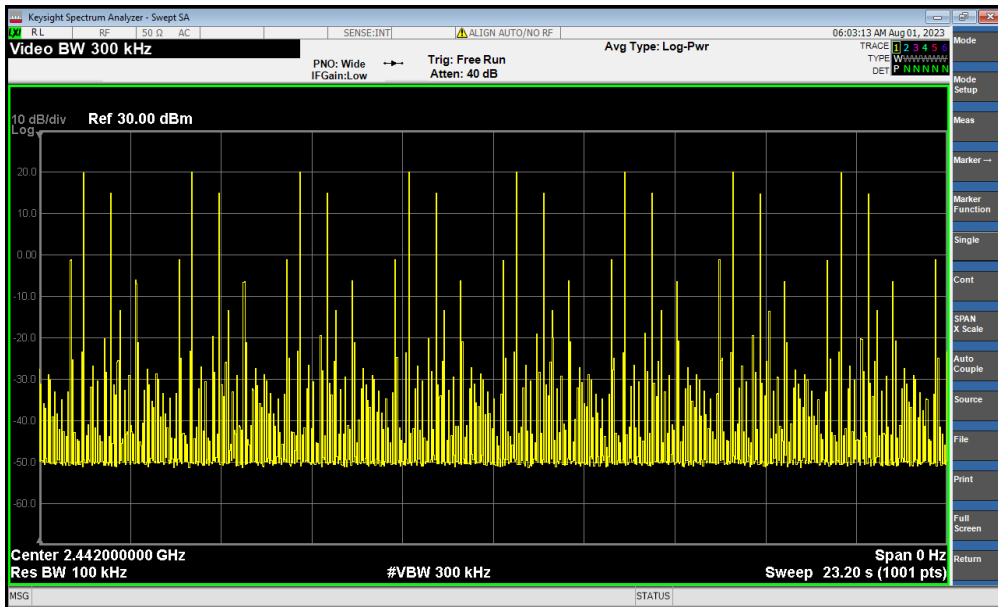 Keysight Spectrum Analyzer - Swept SA
LXI RL RF 50 Ω AC SENSE:INT ALIGN AUTO/NO RF 06:03:13 AM Aug 01, 2023
Video BW 300 kHz
PNO: Wide
IFGain:Low
Trig: Free Run
Atten: 40 dB
Avg Type: Log-Pwr
TRACE 1 2 3 4 5 6
TYPE WWWWWW
DET P N N N N N
10 dB/div
Log
Ref 30.00 dBm
20.0
10.0
0.00
-10.0
-20.0
-30.0
-40.0
-50.0
-60.0
Center 2.442000000 GHz
Span 0 Hz
Res BW 100 kHz
#VBW 300 kHz
Sweep 23.20 s (1001 pts)
MSG
STATUS
Mode
Mode
Setup
Meas
Marker →
Marker
Function
Single
Cont
SPAN
X Scale
Auto
Couple
Source
File
Print
Full
Screen
Return